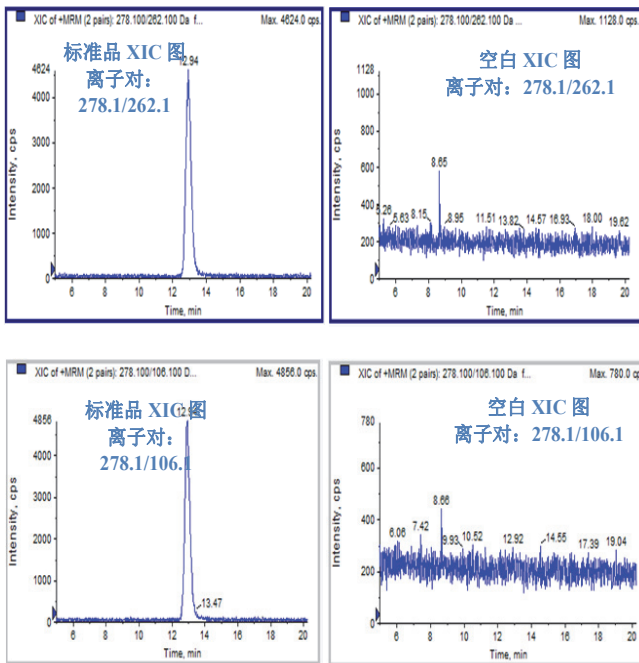 XIC of +MRM (2 pairs): 278.100/262.100 Da f... Max. 4624.0 cps.
标准品 XIC 图
离子对：
278.1/262.1
12.94
4624
4000
3000
2000
1000
0
Intensity, cps
6 8 10 12 14 16 18 20
Time, min
XIC of +MRM (2 pairs): 278.100/262.100 Da f... Max. 1128.0 cps.
空白 XIC 图
离子对：278.1/262.1
1128
1000
800
600
400
200
0
Intensity, cps
5.26 5.63 8.15 8.65 8.95 11.51 13.82 14.57 16.93 18.00 19.62
6 8 10 12 14 16 18 20
Time, min
XIC of +MRM (2 pairs): 278.100/106.100 D... Max. 4856.0 cps.
标准品 XIC 图
离子对：
278.1/106.1
4856
4000
3000
2000
1000
0
Intensity, cps
13.47
6 8 10 12 14 16 18 20
Time, min
XIC of +MRM (2 pairs): 278.100/106.100 Da f... Max. 780.0 cps.
空白 XIC 图
离子对：278.1/106.1
780
600
400
200
0
Intensity, cps
6.06 7.42 8.66 9.93 10.52 12.92 14.55 17.39 19.04
6 8 10 12 14 16 18 20
Time, min